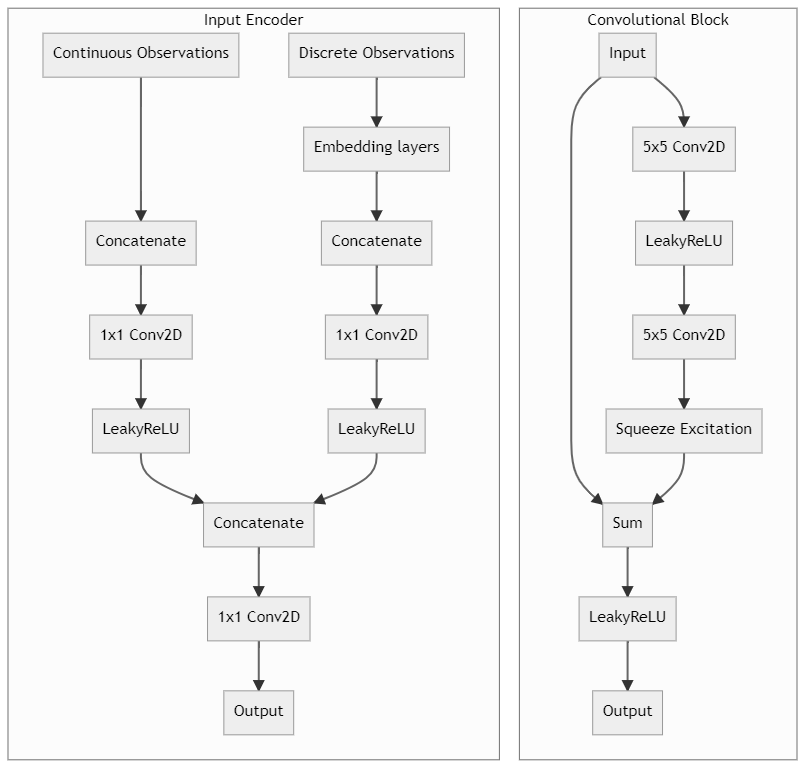 Input Encoder
Continuous Observations
Discrete Observations
Embedding layers
Concatenate
Concatenate
1x1 Conv2D
1x1 Conv2D
LeakyReLU
LeakyReLU
Concatenate
1x1 Conv2D
Output
Convolutional Block
Input
5x5 Conv2D
LeakyReLU
5x5 Conv2D
Squeeze Excitation
Sum
LeakyReLU
Output